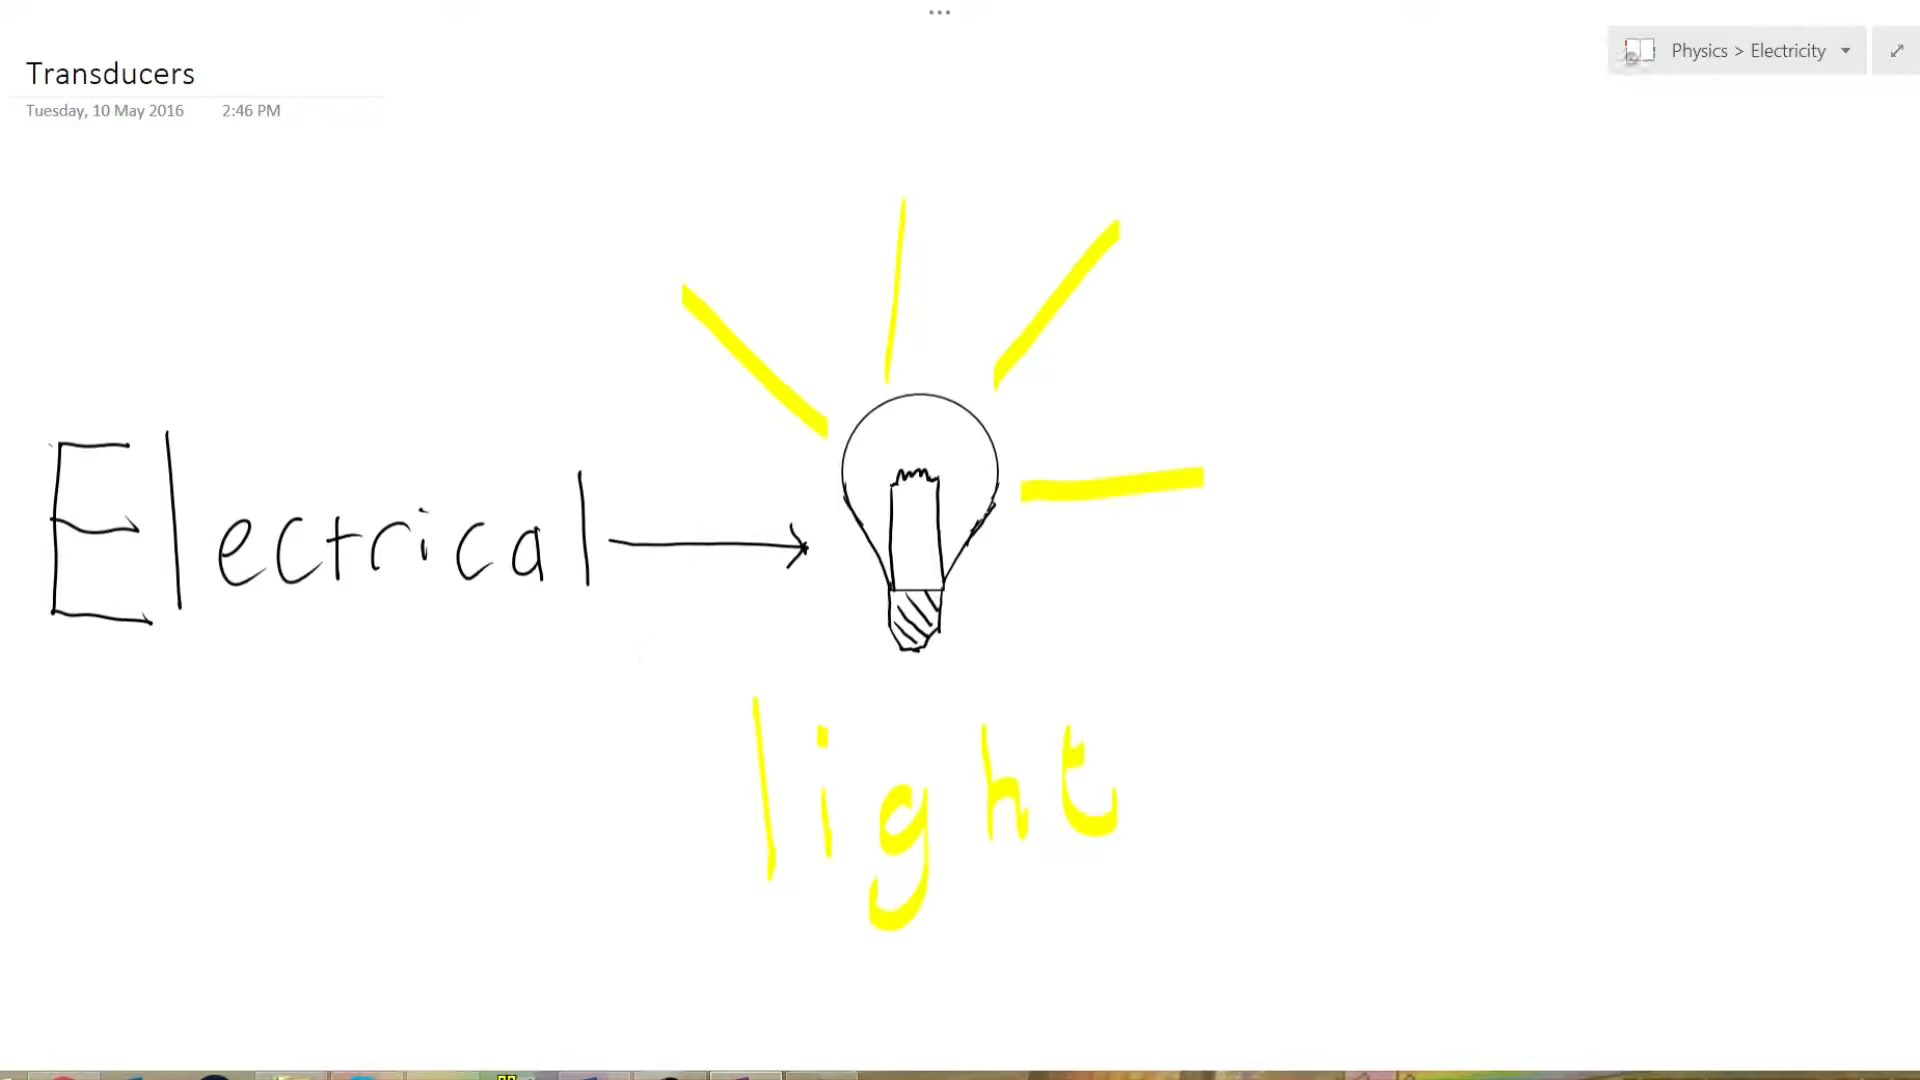 Physics > Electricity
Transducers
Tuesday, 10 May 2016 2:46 PM
Electrical
light